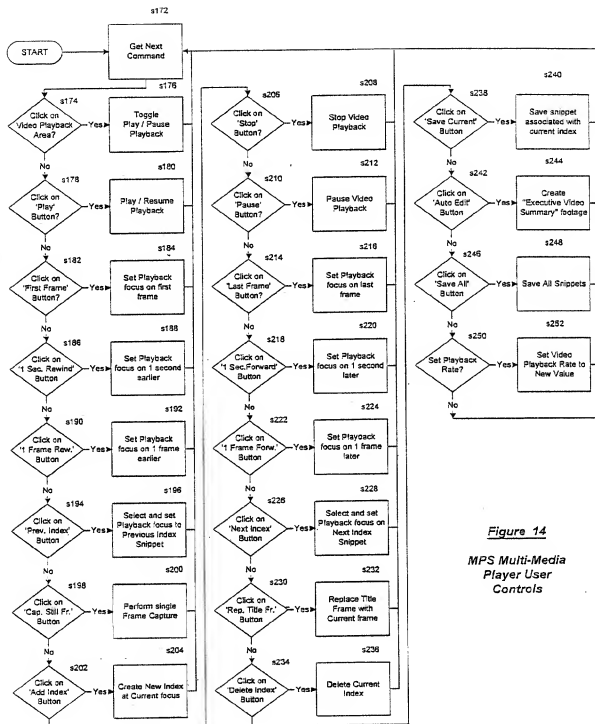 s172
START
Get Next
Command
s174
Click on
Video Playback
Area?
Yes
s176
Toggle
Play / Pause
Playback
No
s178
Click on
'Play'
Button?
Yes
s180
Play / Resume
Playback
No
s182
Click on
'First Frame'
Button?
Yes
s184
Set Playback
focus on first
frame
No
s186
Click on
'1 Sec. Rewind'
Button
Yes
s188
Set Playback
focus on 1 second
earlier
No
s190
Click on
'1 Frame Rew.'
Button
Yes
s192
Set Playback
focus on 1 frame
earlier
No
s194
Click on
'Prev. Index'
Button
Yes
s196
Select and set
Playback focus to
Previous Index
Snippet
No
s198
Click on
'Cap. Still Fr.'
Button
Yes
s200
Perform single
Frame Capture
No
s202
Click on
'Add Index'
Button
Yes
s204
Create New Index
at Current focus
s206
Click on
'Stop'
Button?
Yes
s208
Stop Video
Playback
No
s210
Click on
'Pause'
Button?
Yes
s212
Pause Video
Playback
No
s214
Click on
'Last Frame'
Button?
Yes
s216
Set Playback
focus on last
frame
No
s218
Click on
'1 Sec.Forward'
Button
Yes
s220
Set Playback
focus on 1 second
later
No
s222
Click on
'1 Frame Forw.'
Button
Yes
s224
Set Playback
focus on 1 frame
later
No
s226
Click on
'Next Index'
Button
Yes
s228
Select and set
Playback focus on
Next Index
Snippet
No
s230
Click on
'Rep. Title Fr.'
Button
Yes
s232
Replace Title
Frame with
Current frame
No
s234
Click on
'Delete Index'
Button
Yes
s236
Delete Current
Index
s238
Click on
'Save Current'
Button
Yes
s240
Save snippet
associated with
current index
No
s242
Click on
'Auto Edit'
Button
Yes
s244
Create
"Executive Video
Summary" footage
No
s246
Click on
'Save All'
Button
Yes
s248
Save All Snippets
No
s250
Set Playback
Rate?
Yes
s252
Set Video
Playback Rate to
New Value
No
Figure 14
MPS Multi-Media
Player User
Controls